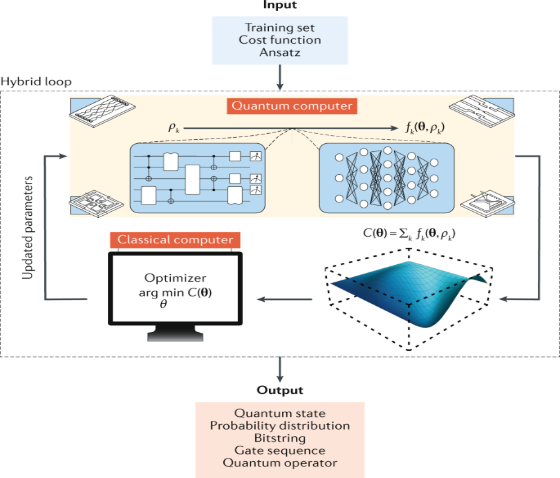 Input
Training set
Cost function
Ansatz
Hybrid loop
Quantum computer
ρₖ
fₖ(θ, ρₖ)
Updated parameters
C(θ) = Σₖ fₖ(θ, ρₖ)
Classical computer
Optimizer
arg min C(θ)
θ
Output
Quantum state
Probability distribution
Bitstring
Gate sequence
Quantum operator